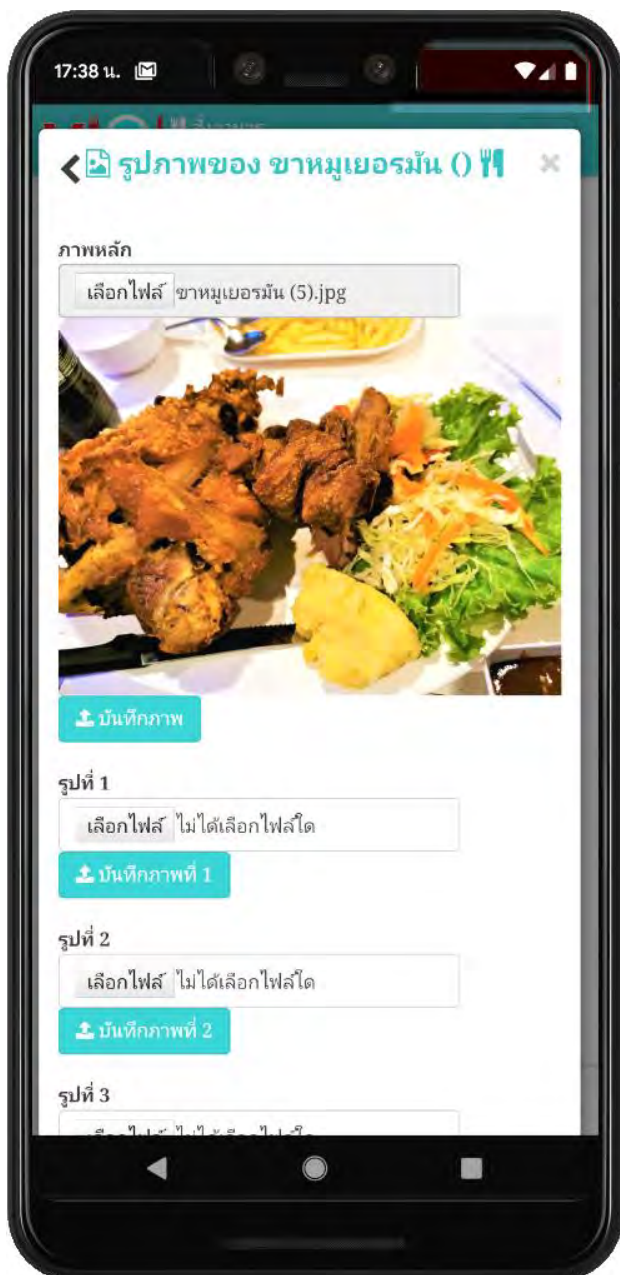 17:38 น.
รูปภาพของ ขาหมูเยอรมัน ()
ภาพหลัก
เลือกไฟล์ ขาหมูเยอรมัน (5).jpg
บันทึกภาพ
รูปที่ 1
เลือกไฟล์ ไม่ได้เลือกไฟล์ใด
บันทึกภาพที่ 1
รูปที่ 2
เลือกไฟล์ ไม่ได้เลือกไฟล์ใด
บันทึกภาพที่ 2
รูปที่ 3